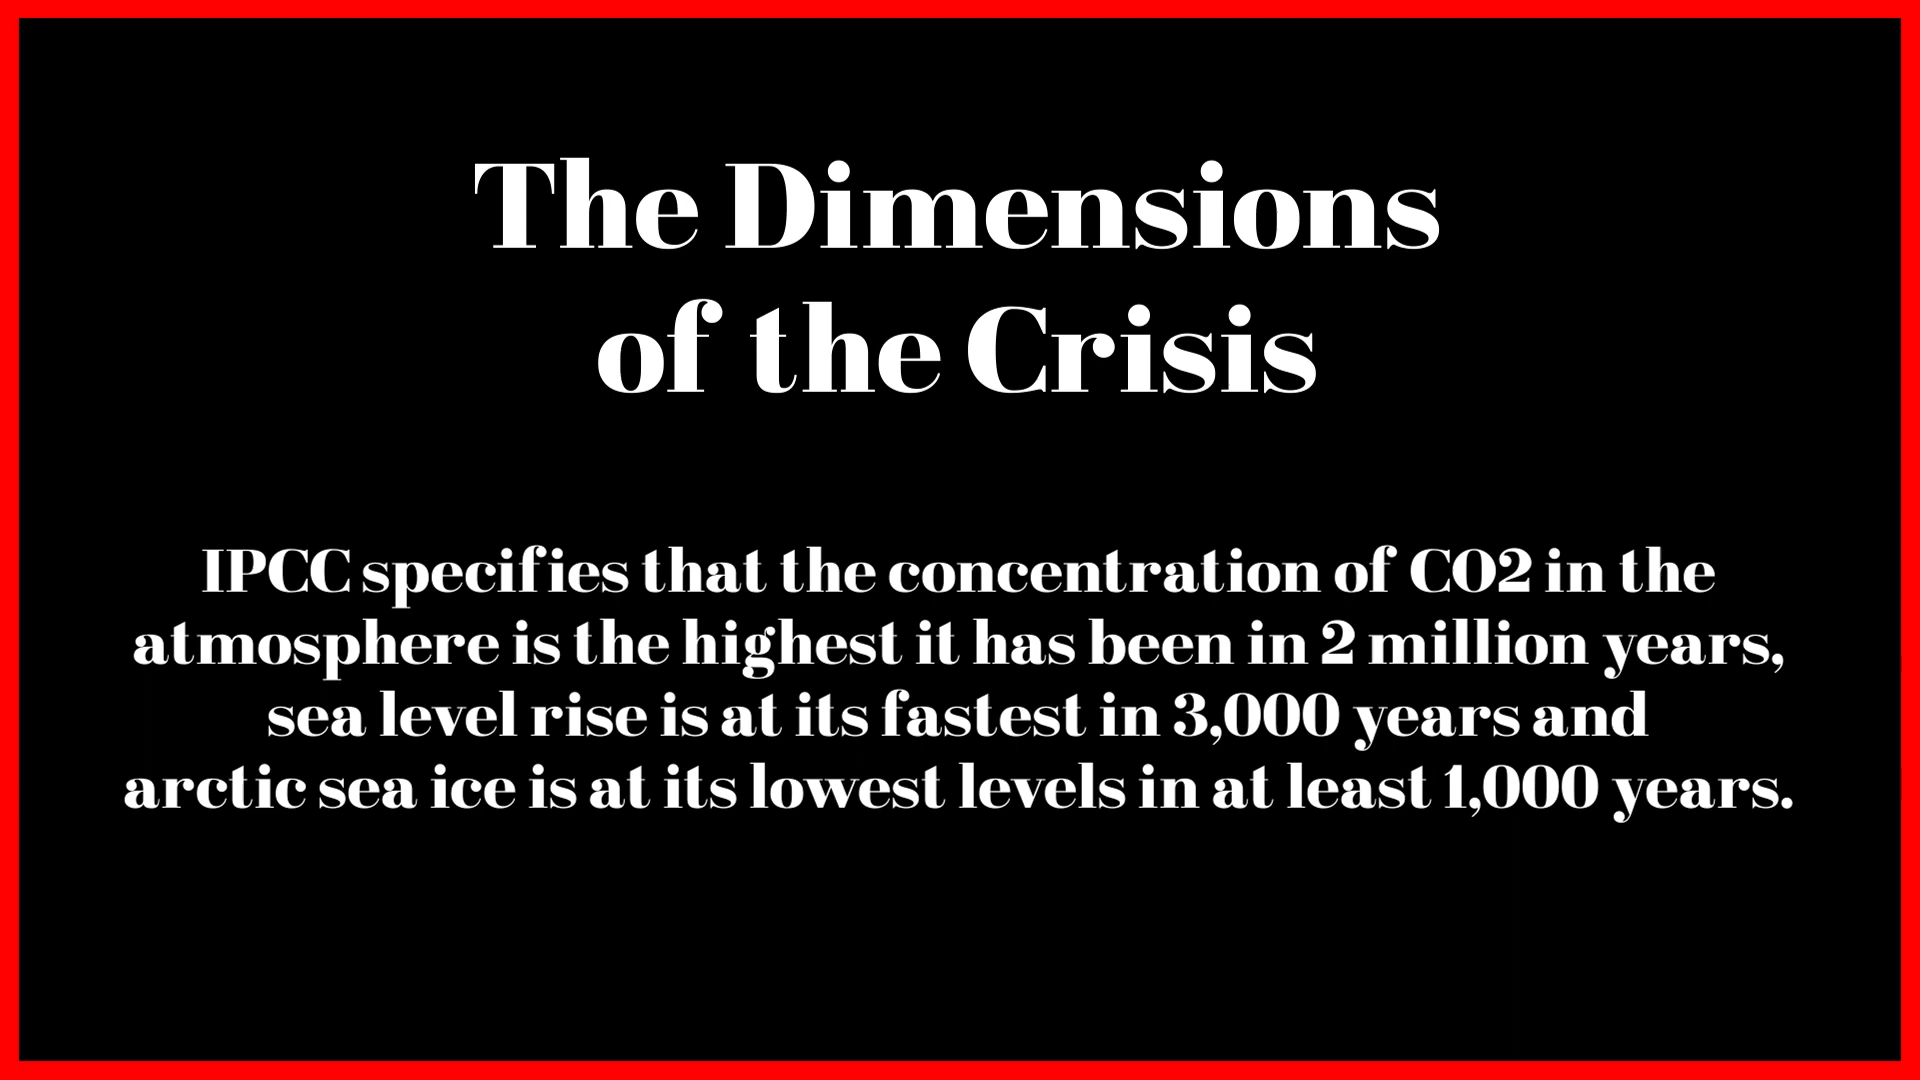 The Dimensions
of the Crisis
IPCC specifies that the concentration of CO2 in the
atmosphere is the highest it has been in 2 million years,
sea level rise is at its fastest in 3,000 years and
arctic sea ice is at its lowest levels in at least 1,000 years.